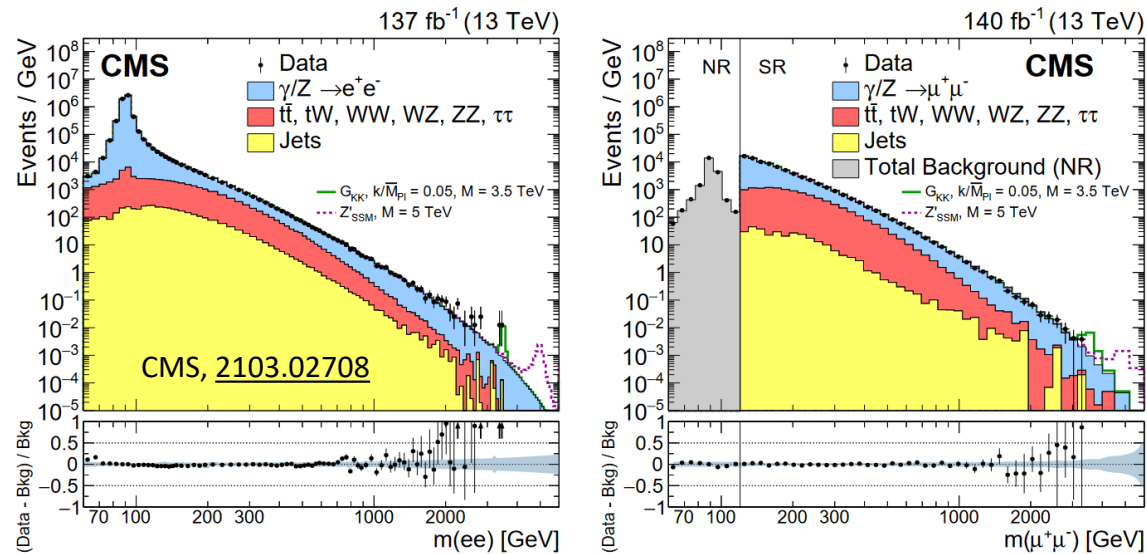 137 fb⁻¹ (13 TeV)
CMS
Data
γ/Z → e⁺e⁻
tt̄, tW, WW, WZ, ZZ, ττ
Jets
G_KK, k/M̄_Pl = 0.05, M = 3.5 TeV
Z'_SSM, M = 5 TeV
Events / GeV
10⁸
10⁷
10⁶
10⁵
10⁴
10³
10²
10
1
10⁻¹
10⁻²
10⁻³
10⁻⁴
10⁻⁵
CMS, 2103.02708
(Data - Bkg) / Bkg
1
0.5
0
−0.5
−1
70 100 200 300 1000 2000
m(ee) [GeV]
140 fb⁻¹ (13 TeV)
NR SR
CMS
Data
γ/Z → μ⁺μ⁻
tt̄, tW, WW, WZ, ZZ, ττ
Jets
Total Background (NR)
G_KK, k/M̄_Pl = 0.05, M = 3.5 TeV
Z'_SSM, M = 5 TeV
Events / GeV
10⁸
10⁷
10⁶
10⁵
10⁴
10³
10²
10
1
10⁻¹
10⁻²
10⁻³
10⁻⁴
10⁻⁵
(Data - Bkg) / Bkg
1
0.5
0
−0.5
−1
70 100 200 300 1000 2000
m(μ⁺μ⁻) [GeV]